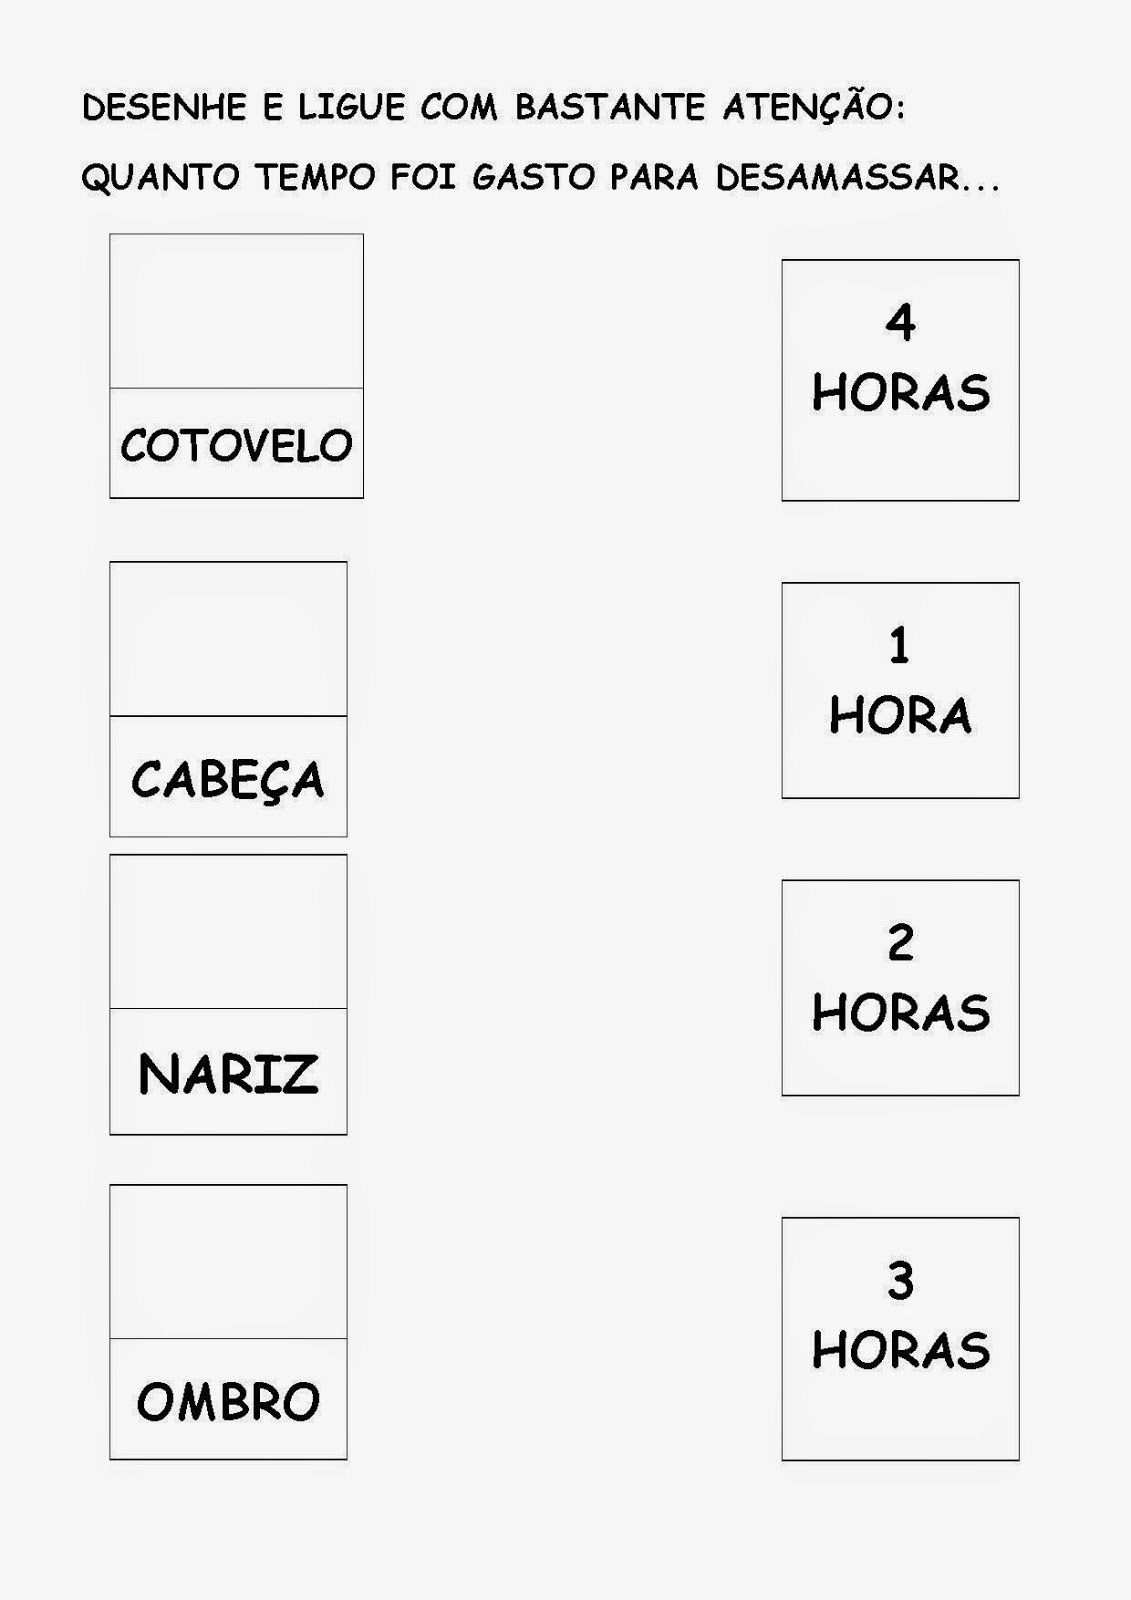 DESENHE E LIGUE COM BASTANTE ATENÇÃO:
QUANTO TEMPO FOI GASTO PARA DESAMASSAR...
COTOVELO
4
HORAS
CABEÇA
1
HORA
NARIZ
2
HORAS
OMBRO
3
HORAS